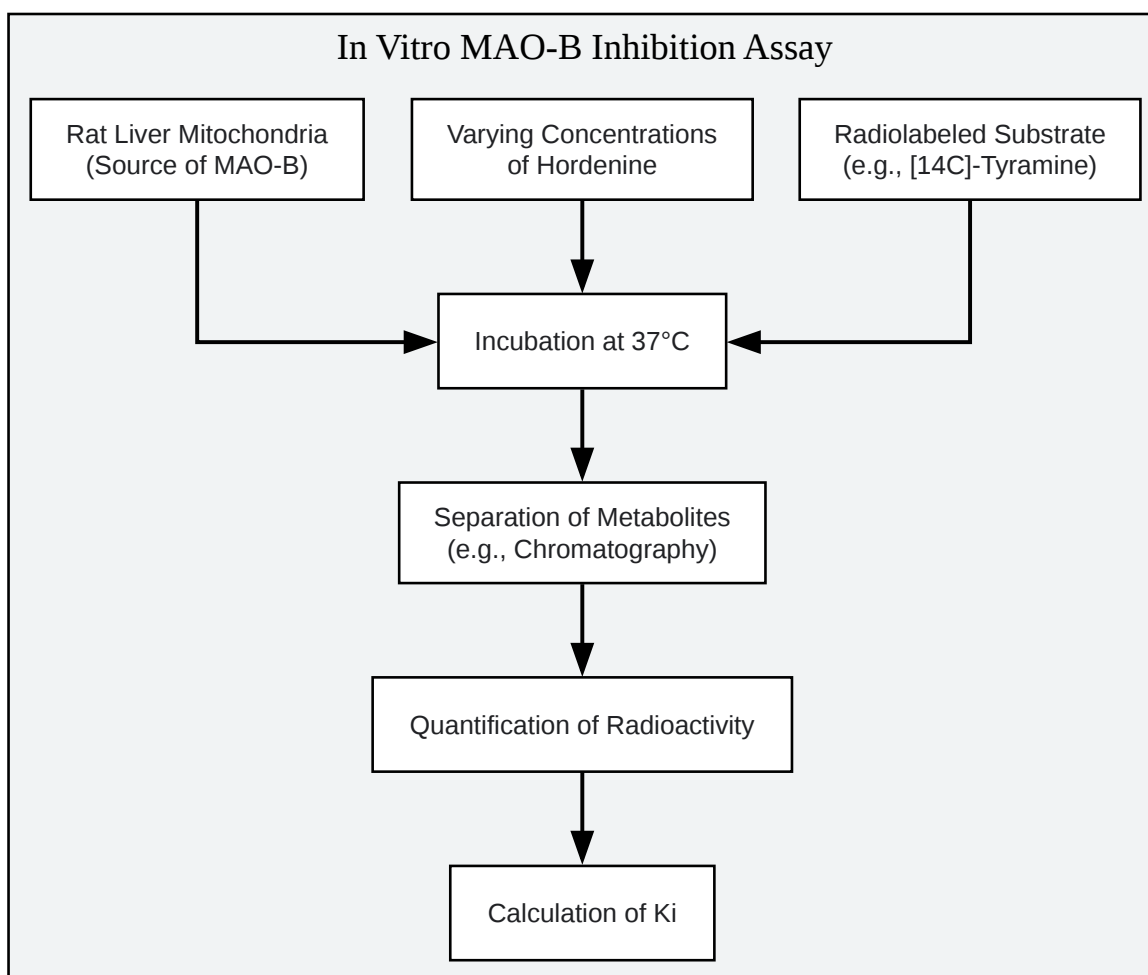 In Vitro MAO-B Inhibition Assay
Rat Liver Mitochondria
(Source of MAO-B)
Varying Concentrations
of Hordenine
Radiolabeled Substrate
(e.g., [14C]-Tyramine)
Incubation at 37°C
Separation of Metabolites
(e.g., Chromatography)
Quantification of Radioactivity
Calculation of Ki